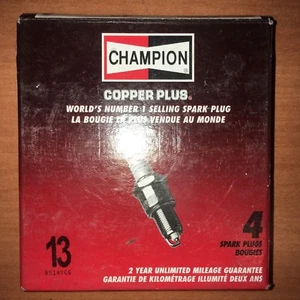 CHAMPION
COPPER PLUS
WORLD'S NUMBER 1 SELLING SPARK PLUG
LA BOUGIE LA PLUS VENDUE AU MONDE
4
SPARK PLUGS
BOUGIES
13
2 YEAR UNLIMITED MILEAGE GUARANTEE
GARANTIE DE KILOMÉTRAGE ILLIMITÉ DEUX ANS